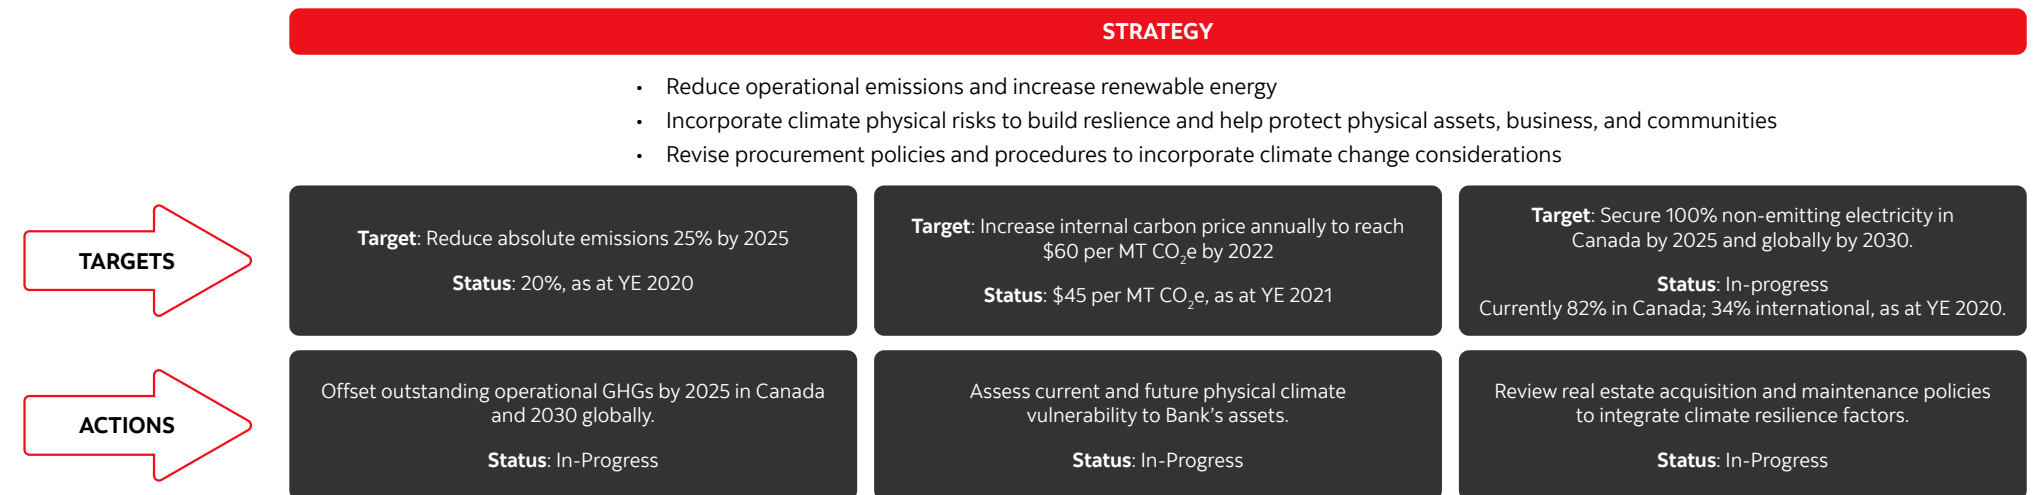 STRATEGY
• Reduce operational emissions and increase renewable energy
• Incorporate climate physical risks to build reslience and help protect physical assets, business, and communities
• Revise procurement policies and procedures to incorporate climate change considerations
TARGETS
Target: Reduce absolute emissions 25% by 2025
Status: 20%, as at YE 2020
Target: Increase internal carbon price annually to reach
$60 per MT CO₂e by 2022
Status: $45 per MT CO₂e, as at YE 2021
Target: Secure 100% non-emitting electricity in
Canada by 2025 and globally by 2030.
Status: In-progress
Currently 82% in Canada; 34% international, as at YE 2020.
ACTIONS
Offset outstanding operational GHGs by 2025 in Canada
and 2030 globally.
Status: In-Progress
Assess current and future physical climate
vulnerability to Bank's assets.
Status: In-Progress
Review real estate acquisition and maintenance policies
to integrate climate resilience factors.
Status: In-Progress